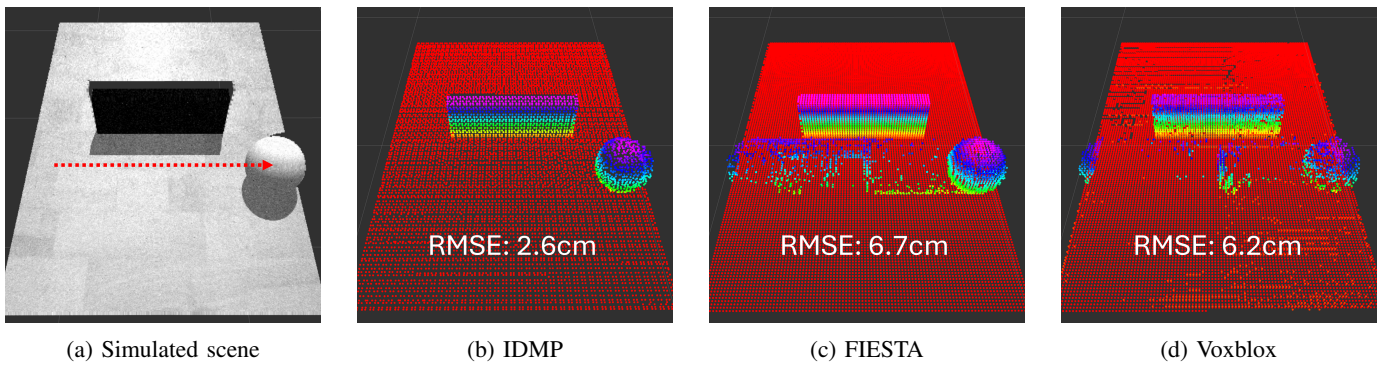 RMSE: 2.6cm
RMSE: 6.7cm
RMSE: 6.2cm
(a) Simulated scene
(b) IDMP
(c) FIESTA
(d) Voxblox